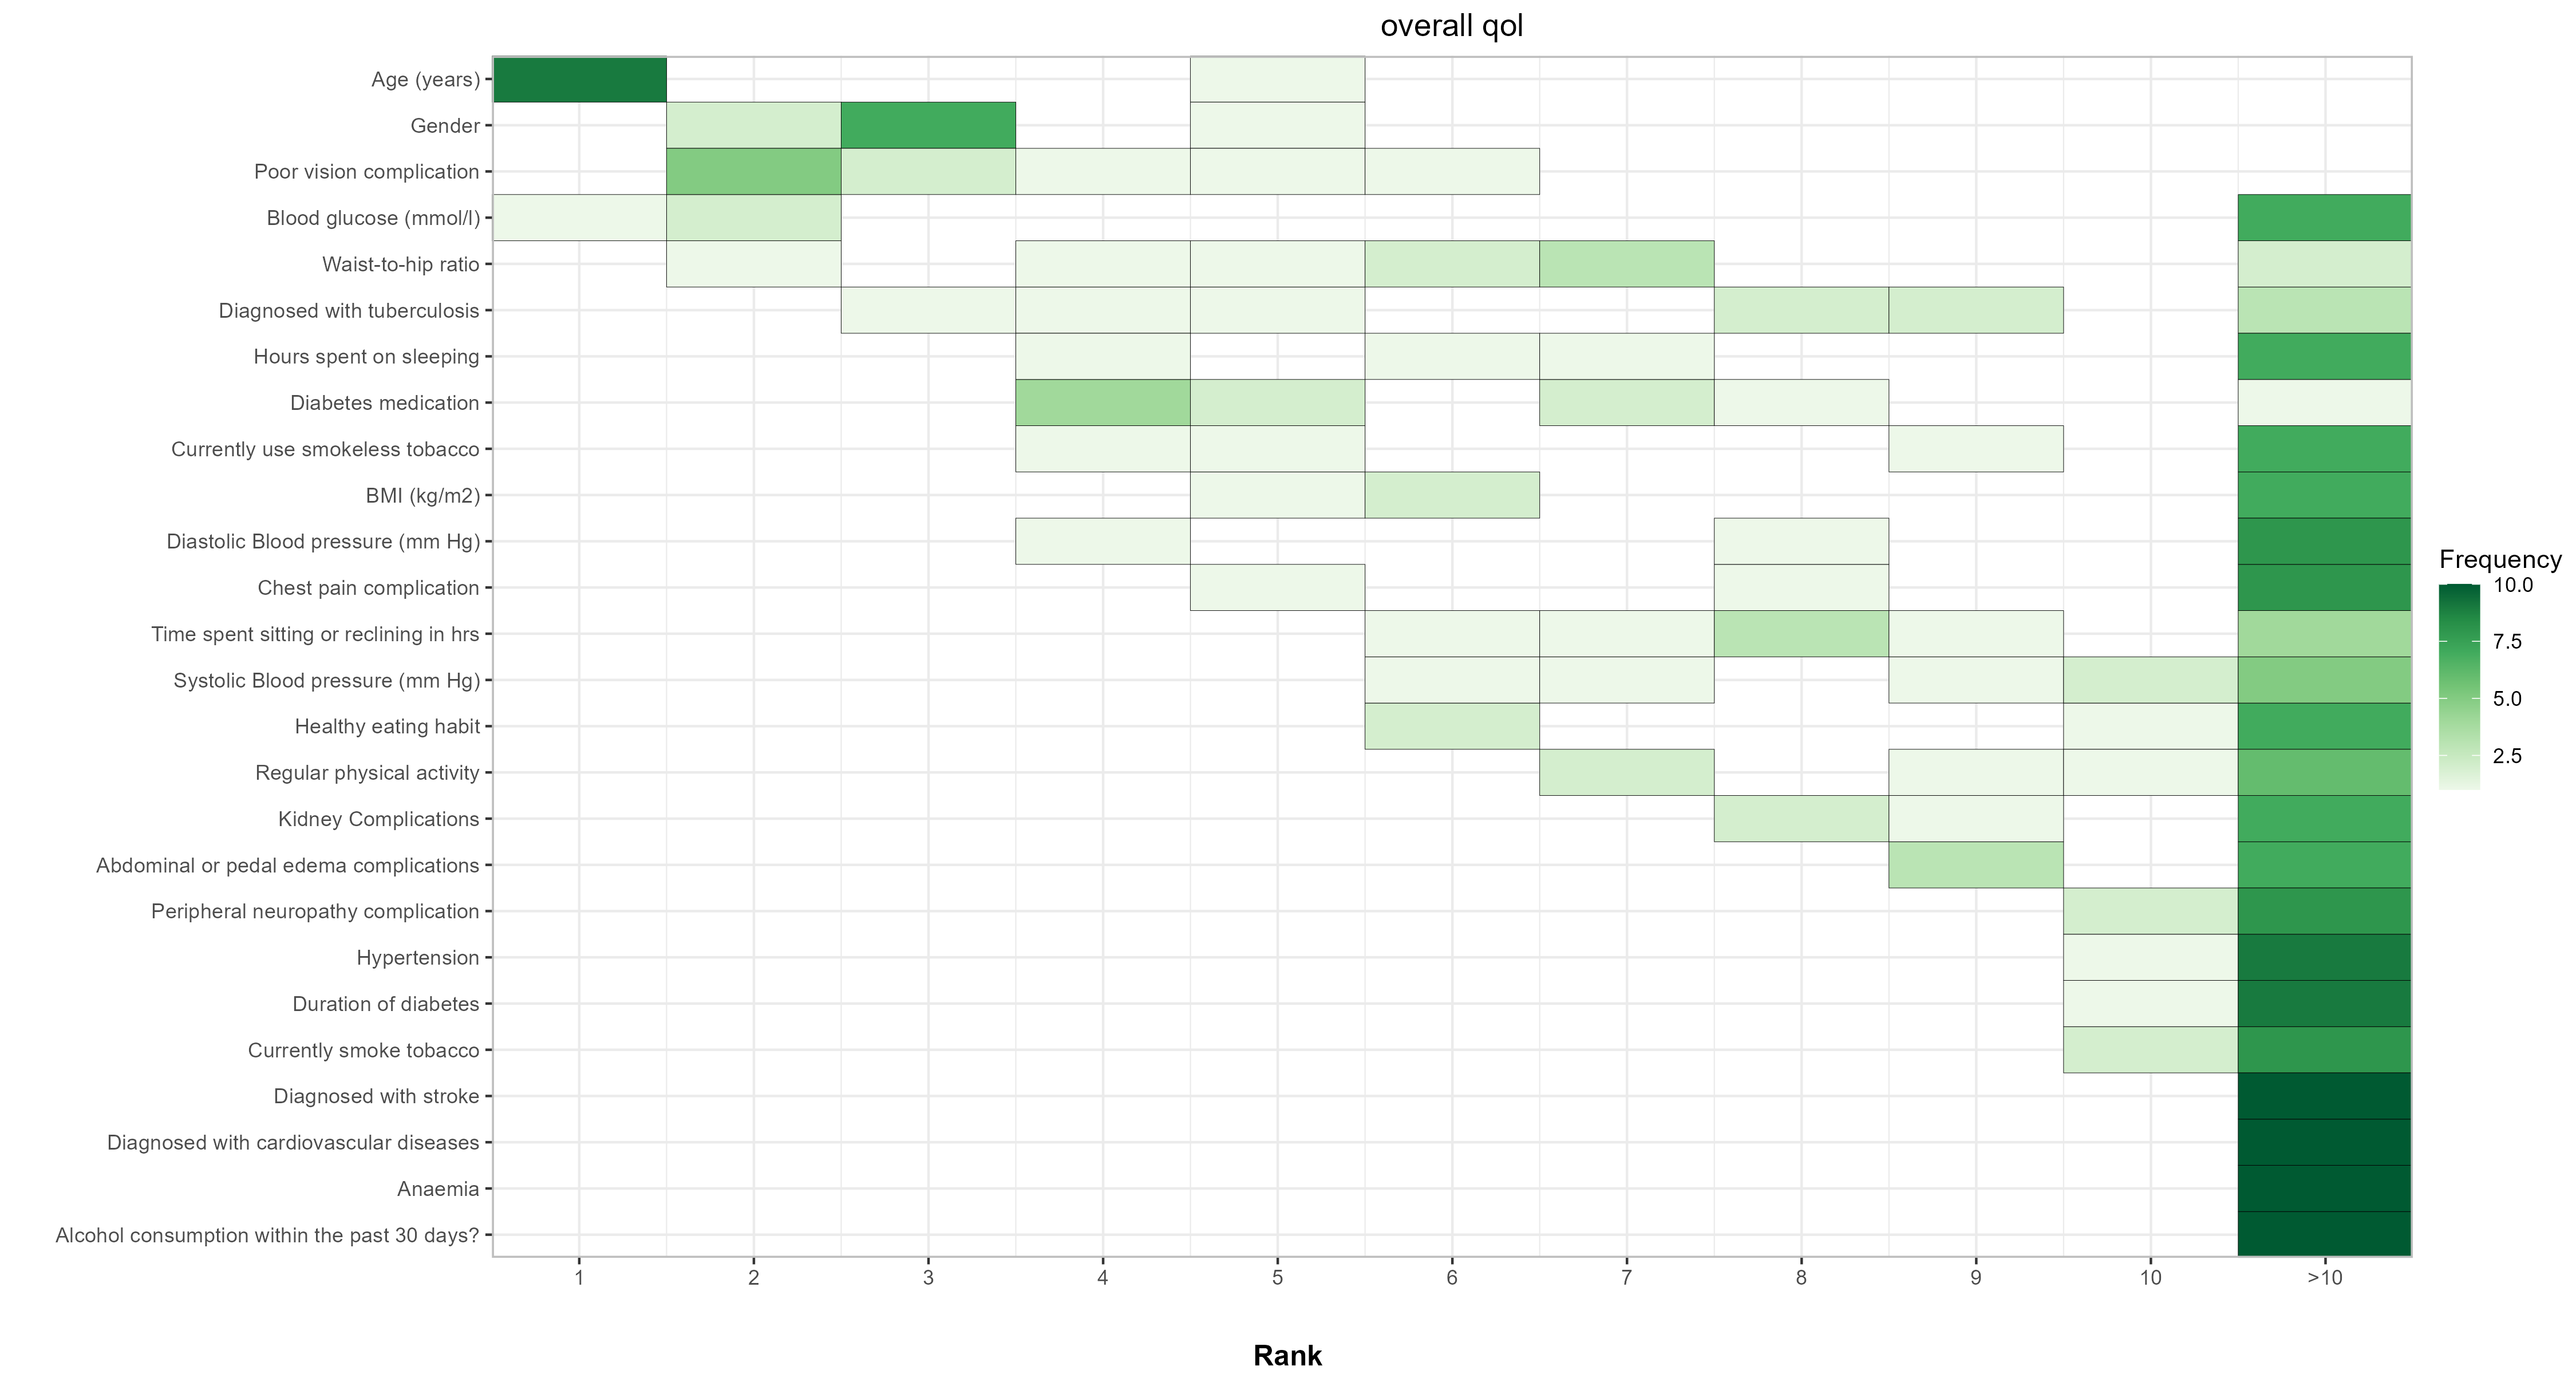 overall qol
Age (years)
Gender
Poor vision complication
Blood glucose (mmol/l)
Waist-to-hip ratio
Diagnosed with tuberculosis
Hours spent on sleeping
Diabetes medication
Currently use smokeless tobacco
BMI (kg/m2)
Diastolic Blood pressure (mm Hg)
Chest pain complication
Time spent sitting or reclining in hrs
Systolic Blood pressure (mm Hg)
Healthy eating habit
Regular physical activity
Kidney Complications
Abdominal or pedal edema complications
Peripheral neuropathy complication
Hypertension
Duration of diabetes
Currently smoke tobacco
Diagnosed with stroke
Diagnosed with cardiovascular diseases
Anaemia
Alcohol consumption within the past 30 days?
1 2 3 4 5 6 7 8 9 10 >10
Rank
Frequency
10.0
7.5
5.0
2.5